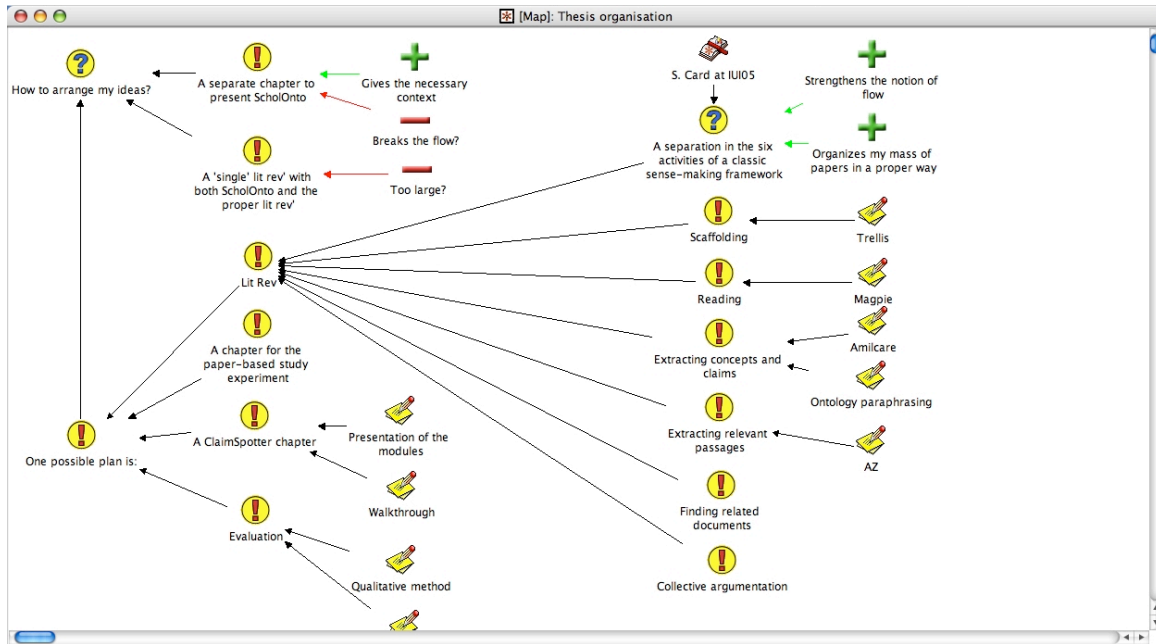 [Map]: Thesis organisation
How to arrange my ideas?
A separate chapter to
present ScholOnto
Gives the necessary
context
Breaks the flow?
A 'single' lit rev' with
both ScholOnto and the
proper lit rev'
Too large?
S. Card at IUI05
Strengthens the notion of
flow
A separation in the six
activities of a classic
sense-making framework
Organizes my mass of
papers in a proper way
Scaffolding
Trellis
Lit Rev
Reading
Magpie
A chapter for the
paper-based study
experiment
Extracting concepts and
claims
Amilcare
Ontology paraphrasing
One possible plan is:
A ClaimSpotter chapter
Presentation of the
modules
Extracting relevant
passages
AZ
Walkthrough
Finding related
documents
Evaluation
Qualitative method
Collective argumentation